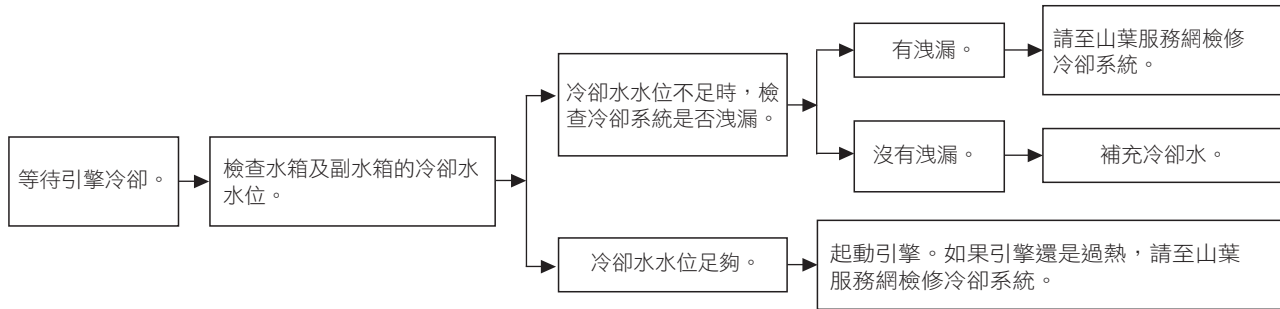 等待引擎冷卻。
檢查水箱及副水箱的冷卻水
水位。
冷卻水水位不足時，檢
查冷卻系統是否洩漏。
有洩漏。
請至山葉服務網檢修
冷卻系統。
沒有洩漏。
補充冷卻水。
冷卻水水位足夠。
起動引擎。如果引擎還是過熱，請至山葉
服務網檢修冷卻系統。